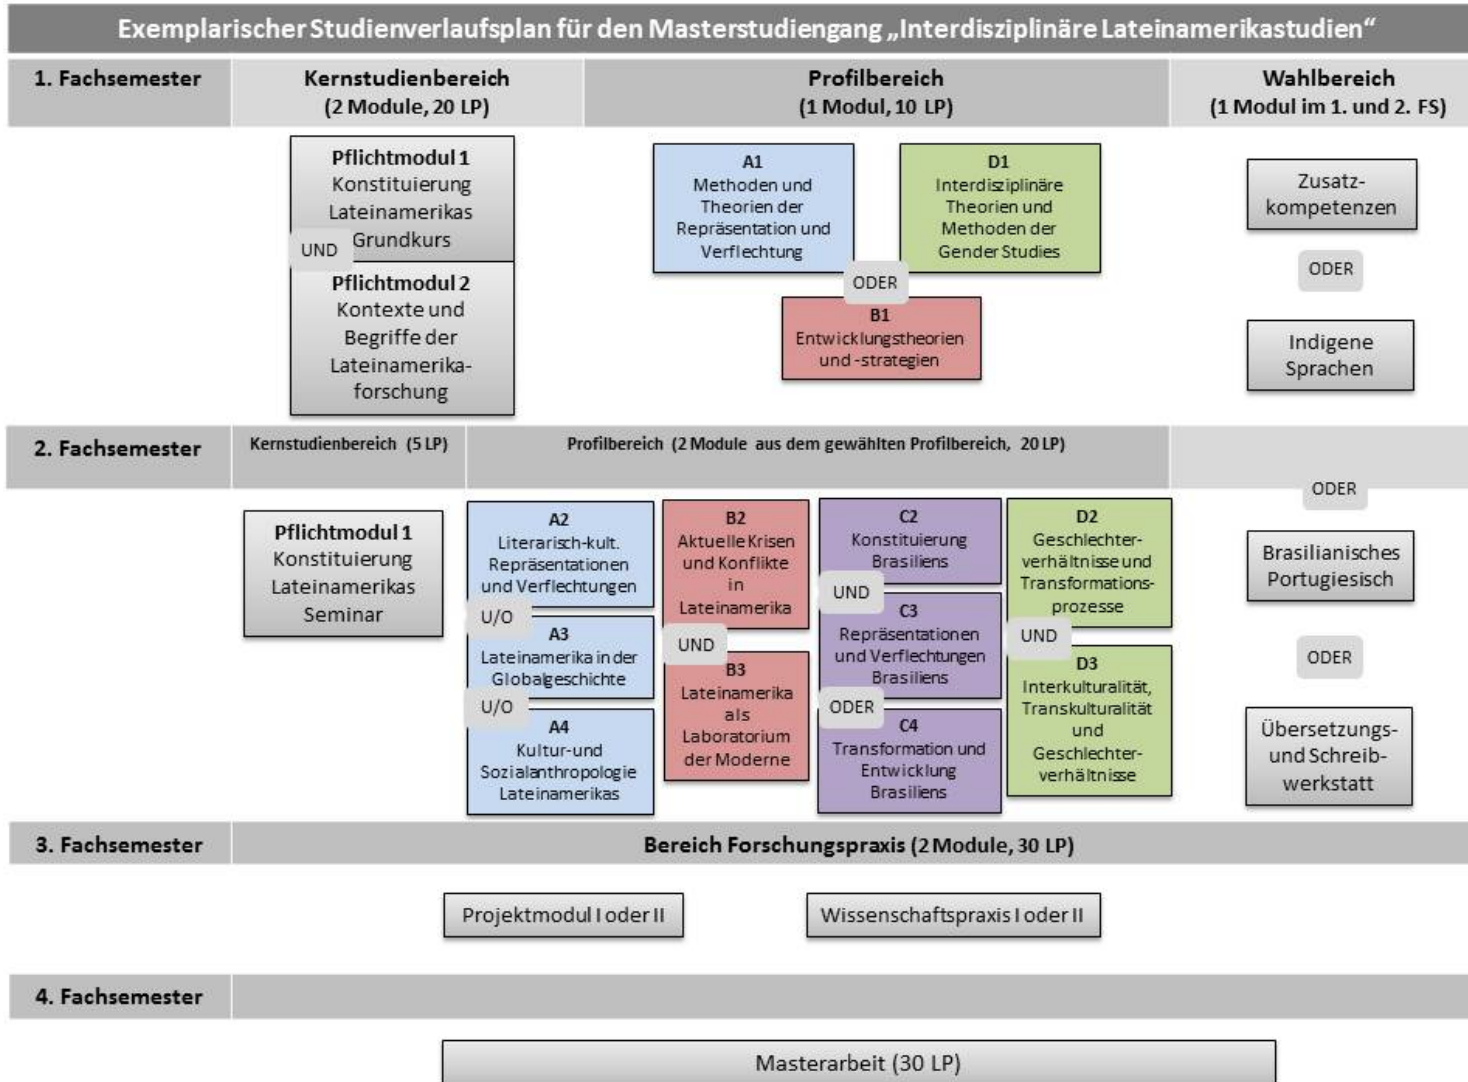 Exemplarischer Studienverlaufsplan für den Masterstudiengang „Interdisziplinäre Lateinamerikastudien“
1. Fachsemester
Kernstudienbereich
(2 Module, 20 LP)
Profilbereich
(1 Modul, 10 LP)
Wahlbereich
(1 Modul im 1. und 2. FS)
Pflichtmodul 1
Konstituierung
Lateinamerikas
Grundkurs
UND
Pflichtmodul 2
Kontexte und
Begriffe der
Lateinamerika-
forschung
A1
Methoden und
Theorien der
Repräsentation und
Verflechtung
D1
Interdisziplinäre
Theorien und
Methoden der
Gender Studies
ODER
B1
Entwicklungstheorien
und -strategien
Zusatz-
kompetenzen
ODER
Indigene
Sprachen
2. Fachsemester
Kernstudienbereich (5 LP)
Profilbereich (2 Module aus dem gewählten Profilbereich, 20 LP)
Pflichtmodul 1
Konstituierung
Lateinamerikas
Seminar
A2
Literarisch-kult.
Repräsentationen
und Verflechtungen
U/O
A3
Lateinamerika in der
Globalgeschichte
U/O
A4
Kultur-und
Sozialanthropologie
Lateinamerikas
B2
Aktuelle Krisen
und Konflikte
in
Lateinamerika
UND
B3
Lateinamerika
als
Laboratorium
der Moderne
C2
Konstituierung
Brasiliens
UND
C3
Repräsentationen
und Verflechtungen
Brasiliens
ODER
C4
Transformation und
Entwicklung
Brasiliens
D2
Geschlechter-
verhältnisse und
Transformations-
prozesse
UND
D3
Interkulturalität,
Transkulturalität
und
Geschlechter-
verhältnisse
ODER
Brasilianisches
Portugiesisch
ODER
Übersetzungs-
und Schreib-
werkstatt
3. Fachsemester
Bereich Forschungspraxis (2 Module, 30 LP)
Projektmodul I oder II
Wissenschaftspraxis I oder II
4. Fachsemester
Masterarbeit (30 LP)